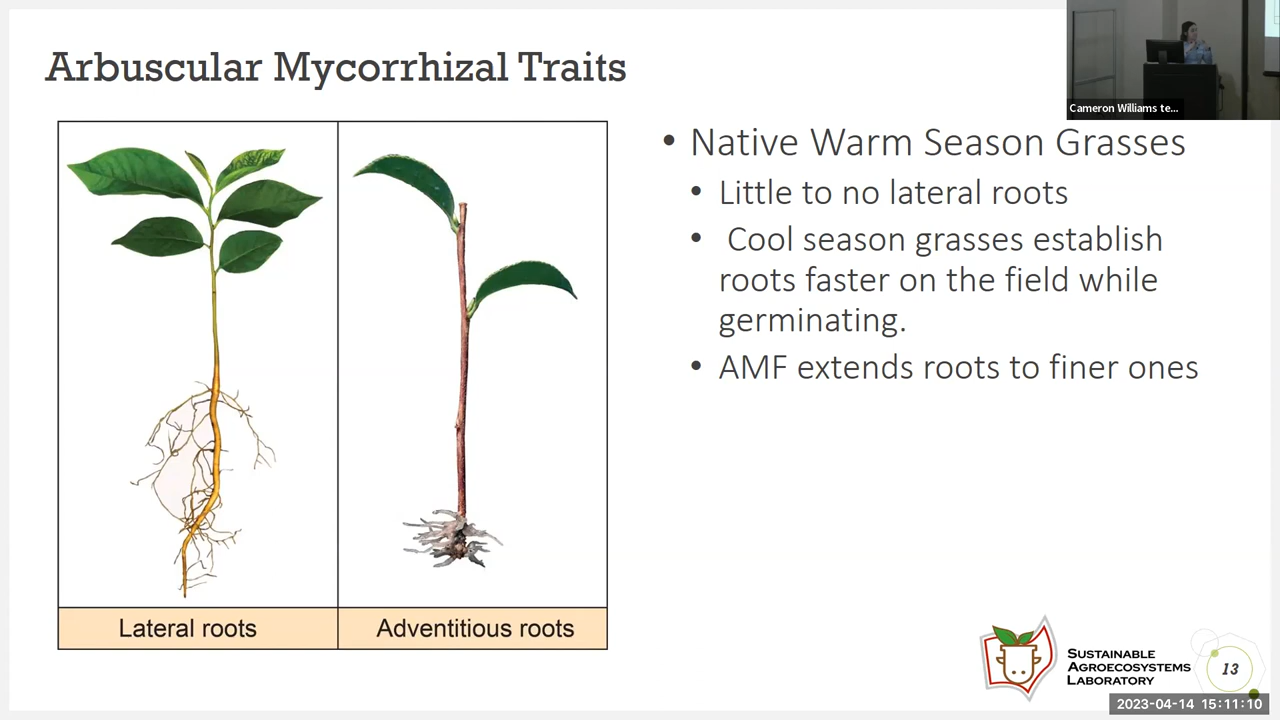 Arbuscular Mycorrhizal Traits
Cameron Williams te...
• Native Warm Season Grasses
• Little to no lateral roots
• Cool season grasses establish
roots faster on the field while
germinating.
• AMF extends roots to finer ones
Lateral roots
Adventitious roots
SUSTAINABLE
AGROECOSYSTEMS
LABORATORY
13
2023-04-14 15:11:10